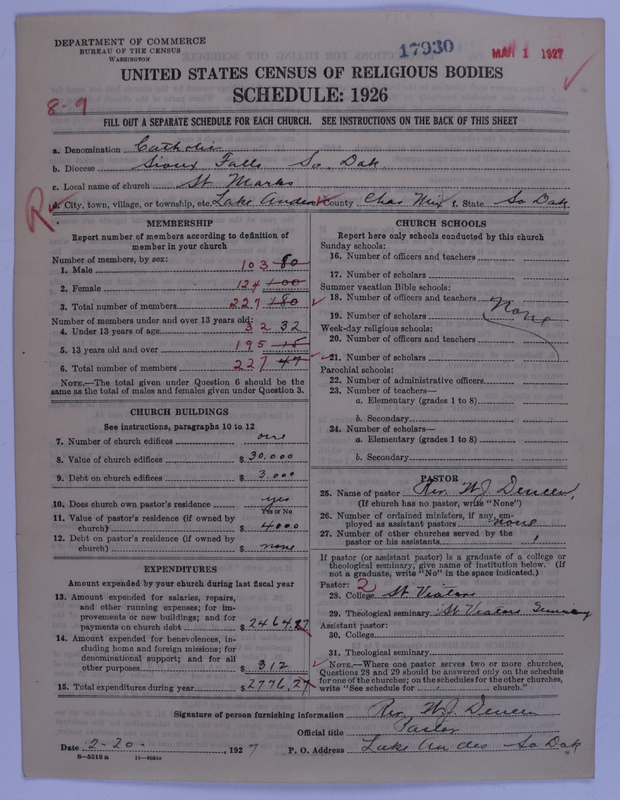 DEPARTMENT OF COMMERCE
BUREAU OF THE CENSUS
WASHINGTON
17930
MAR 1 1927
UNITED STATES CENSUS OF RELIGIOUS BODIES
SCHEDULE: 1926
8-9
FILL OUT A SEPARATE SCHEDULE FOR EACH CHURCH. SEE INSTRUCTIONS ON THE BACK OF THIS SHEET
a. Denomination Catholic
b. Diocese Sioux Falls So. Dak
c. Local name of church St Marks
R
d. City, town, village, or township, etc. Lake Andes County Chas Mix f. State So Dak
MEMBERSHIP
Report number of members according to definition of member in your church
Number of members, by sex:
1. Male 103 80
2. Female 124 100
3. Total number of members 227 180
Number of members under and over 13 years old:
4. Under 13 years of age 32 32
5. 13 years old and over 195 15
6. Total number of members 227 47
NOTE.—The total given under Question 6 should be the same as the total of males and females given under Question 3.
CHURCH BUILDINGS
See instructions, paragraphs 10 to 12
7. Number of church edifices one
8. Value of church edifices $ 30,000
9. Debt on church edifices $ 3,000
10. Does church own pastor's residence yes
Yes or No
11. Value of pastor's residence (if owned by church) $ 4000
12. Debt on pastor's residence (if owned by church) $ none
EXPENDITURES
Amount expended by your church during last fiscal year
13. Amount expended for salaries, repairs, and other running expenses; for improvements or new buildings; and for payments on church debt $ 2464.27
14. Amount expended for benevolences, including home and foreign missions; for denominational support; and for all other purposes $ 312
15. Total expenditures during year $ 2776.27
CHURCH SCHOOLS
Report here only schools conducted by this church
Sunday schools:
16. Number of officers and teachers
17. Number of scholars
Summer vacation Bible schools:
18. Number of officers and teachers None
19. Number of scholars
Week-day religious schools:
20. Number of officers and teachers
21. Number of scholars
Parochial schools:
22. Number of administrative officers
23. Number of teachers—
a. Elementary (grades 1 to 8)
b. Secondary
24. Number of scholars—
a. Elementary (grades 1 to 8)
b. Secondary
PASTOR
25. Name of pastor Rev. W.J. Deneen
(If church has no pastor, write "None")
26. Number of ordained ministers, if any, employed as assistant pastors none
27. Number of other churches served by the pastor or his assistants 1
If pastor (or assistant pastor) is a graduate of a college or theological seminary, give name of institution below. (If not a graduate, write "No" in the space indicated.)
Pastor: 2
28. College St Viators
29. Theological seminary St Viators Seminary
Assistant pastor:
30. College
31. Theological seminary
NOTE.—Where one pastor serves two or more churches, Questions 28 and 29 should be answered only on the schedule for one of the churches; on the schedules for the other churches, write "See schedule for church."
Signature of person furnishing information Rev. W.J. Deneen
Official title Pastor
Date 2-20- , 1927 P. O. Address Lake Andes So Dak
8—5518a 11—9034a